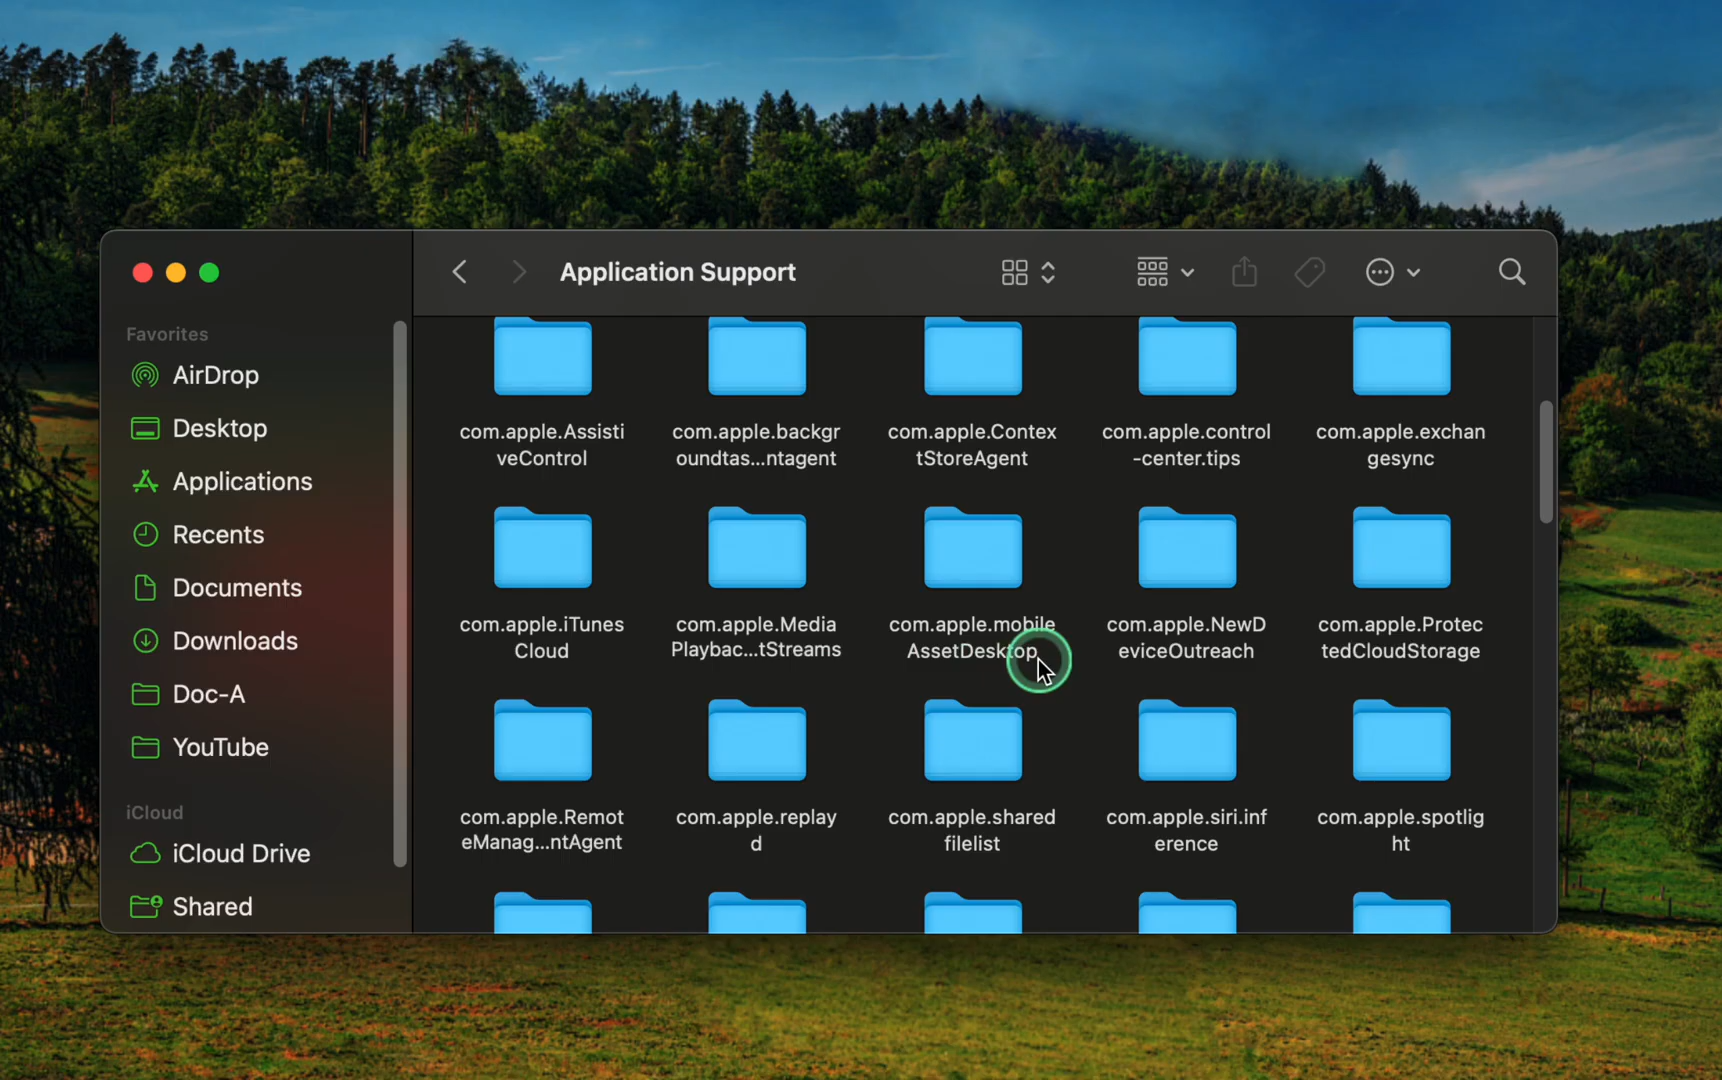 Application Support
Favorites
AirDrop
Desktop
Applications
Recents
Documents
Downloads
Doc-A
YouTube
iCloud
iCloud Drive
Shared
com.apple.Assisti
veControl
com.apple.backgr
oundtas...ntagent
com.apple.Contex
tStoreAgent
com.apple.control
-center.tips
com.apple.exchan
gesync
com.apple.iTunes
Cloud
com.apple.Media
Playbac...tStreams
com.apple.mobile
AssetDesktop
com.apple.NewD
eviceOutreach
com.apple.Protec
tedCloudStorage
com.apple.Remot
eManag...ntAgent
com.apple.replay
d
com.apple.shared
filelist
com.apple.siri.inf
erence
com.apple.spotlig
ht